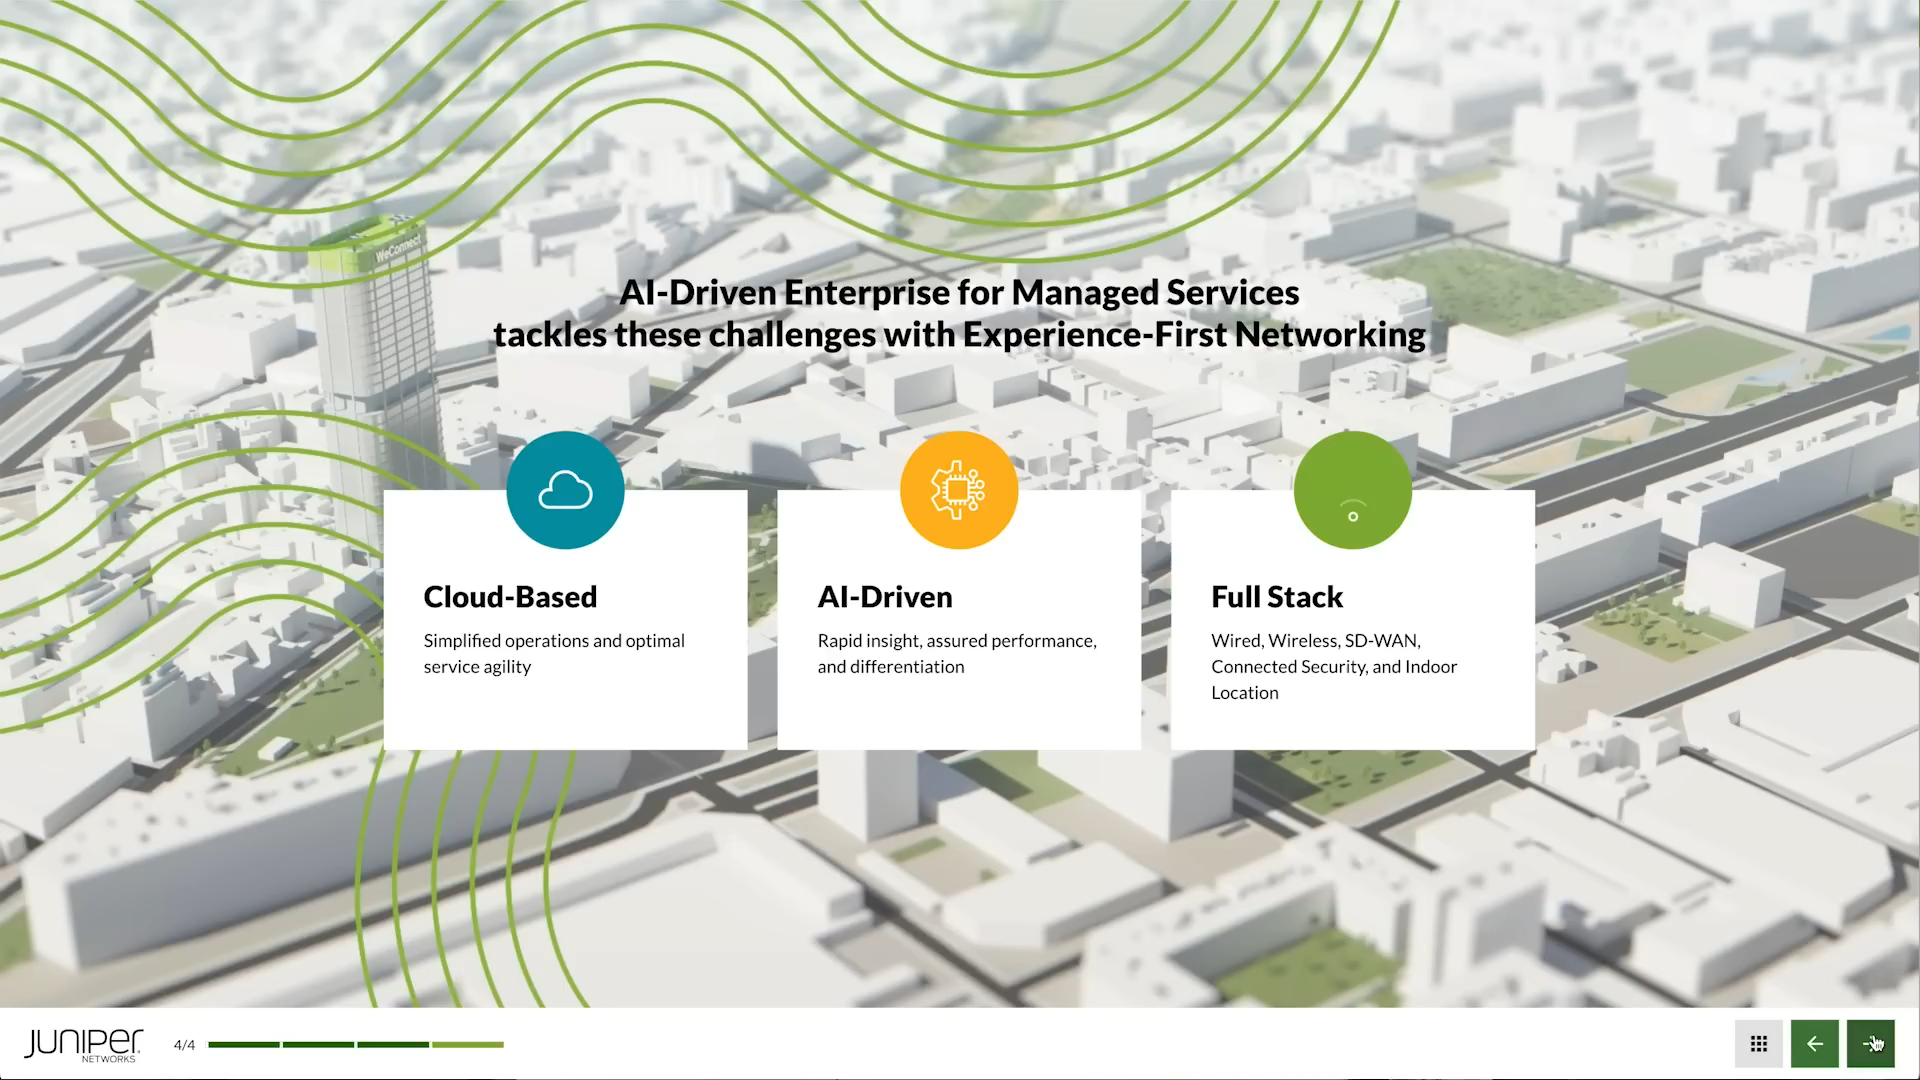 WeConnect
AI-Driven Enterprise for Managed Services
tackles these challenges with Experience-First Networking
Cloud-Based
Simplified operations and optimal
service agility
AI-Driven
Rapid insight, assured performance,
and differentiation
Full Stack
Wired, Wireless, SD-WAN,
Connected Security, and Indoor
Location
JUNIPER
NETWORKS
4/4